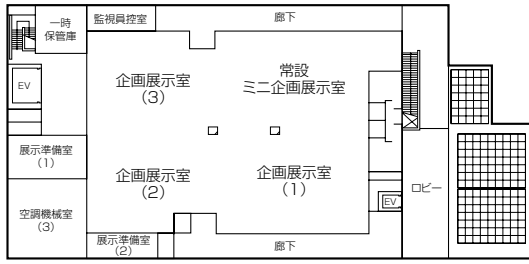 一時
保管庫
監視員控室
廊下
EV
企画展示室
(3)
常設
ミニ企画展示室
展示準備室
(1)
企画展示室
(2)
企画展示室
(1)
ロビー
EV
空調機械室
(3)
展示準備室
(2)
廊下